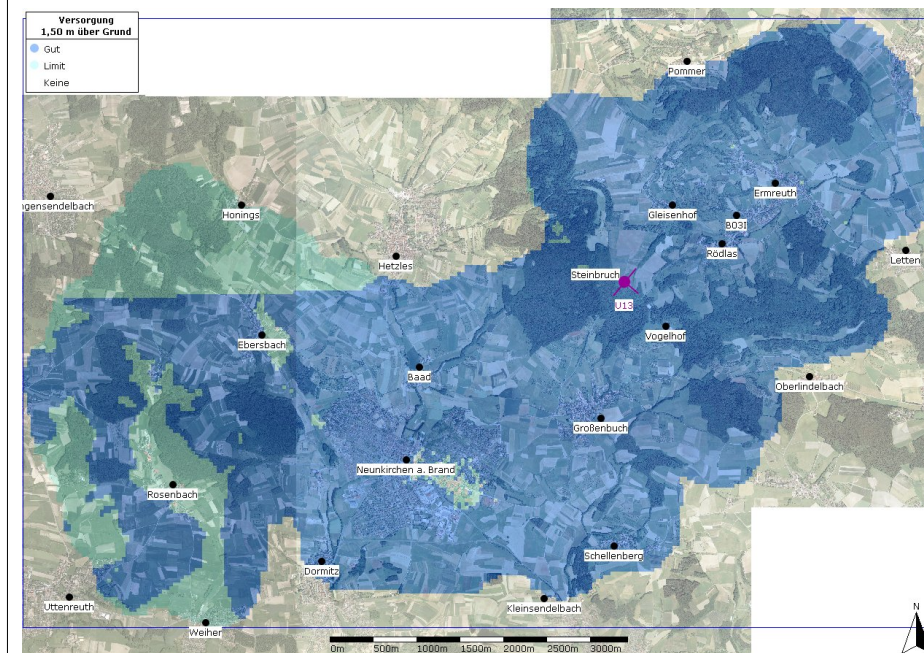 Versorgung
1,50 m über Grund
Gut
Limit
Keine
Pommer
Ermreuth
ngensendelbach
Honings
Gleisenhof
B03I
Rödlas
Letten
Hetzles
Steinbruch
U13
Ebersbach
Vogelhof
Baad
Oberlindelbach
Großenbuch
Neunkirchen a. Brand
Rosenbach
Schellenberg
Dormitz
Uttenreuth
Kleinsendelbach
Weiher
N
0m 500m 1000m 1500m 2000m 2500m 3000m